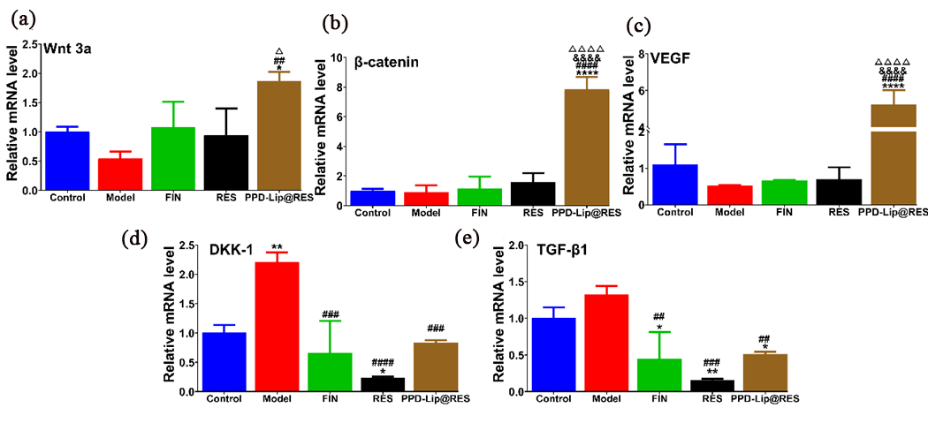 (a)
Wnt 3a
Relative mRNA level
2.5
2.0
1.5
1.0
0.5
0.0
△
##
*
Control Model FIN RES PPD-Lip@RES
(b)
β-catenin
Relative mRNA level
10
8
6
4
2
0
△△△△
&&&&
####
****
Control Model FIN RES PPD-Lip@RES
(c)
VEGF
Relative mRNA level
8
6
4
2
1
0
△△△△
&&&&
####
****
Control Model FIN RES PPD-Lip@RES
(d)
DKK-1
Relative mRNA level
2.5
2.0
1.5
1.0
0.5
0.0
**
###
####
*
###
Control Model FIN RES PPD-Lip@RES
(e)
TGF-β1
Relative mRNA level
2.0
1.5
1.0
0.5
0.0
##
*
###
**
##
*
Control Model FIN RES PPD-Lip@RES